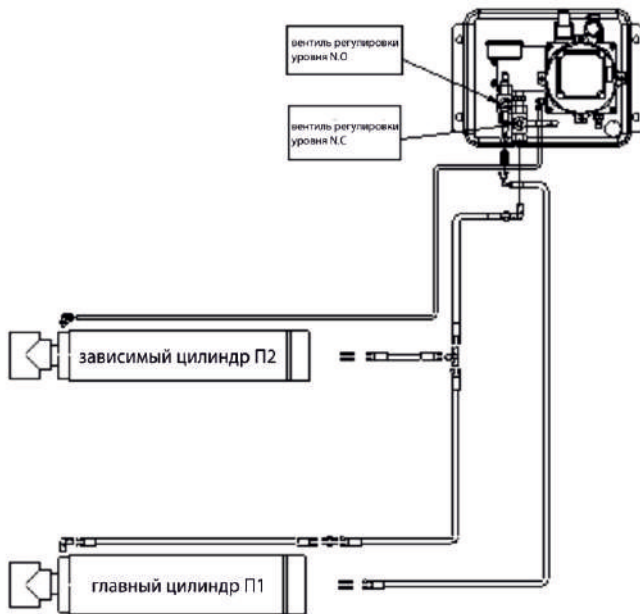 вентиль регулировки
уровня N.O
вентиль регулировки
уровня N.C
зависимый цилиндр П2
главный цилиндр П1